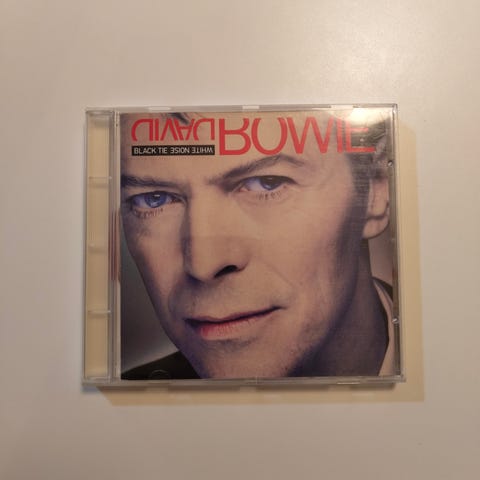 DAVID BOWIE
BLACK TIE WHITE NOISE